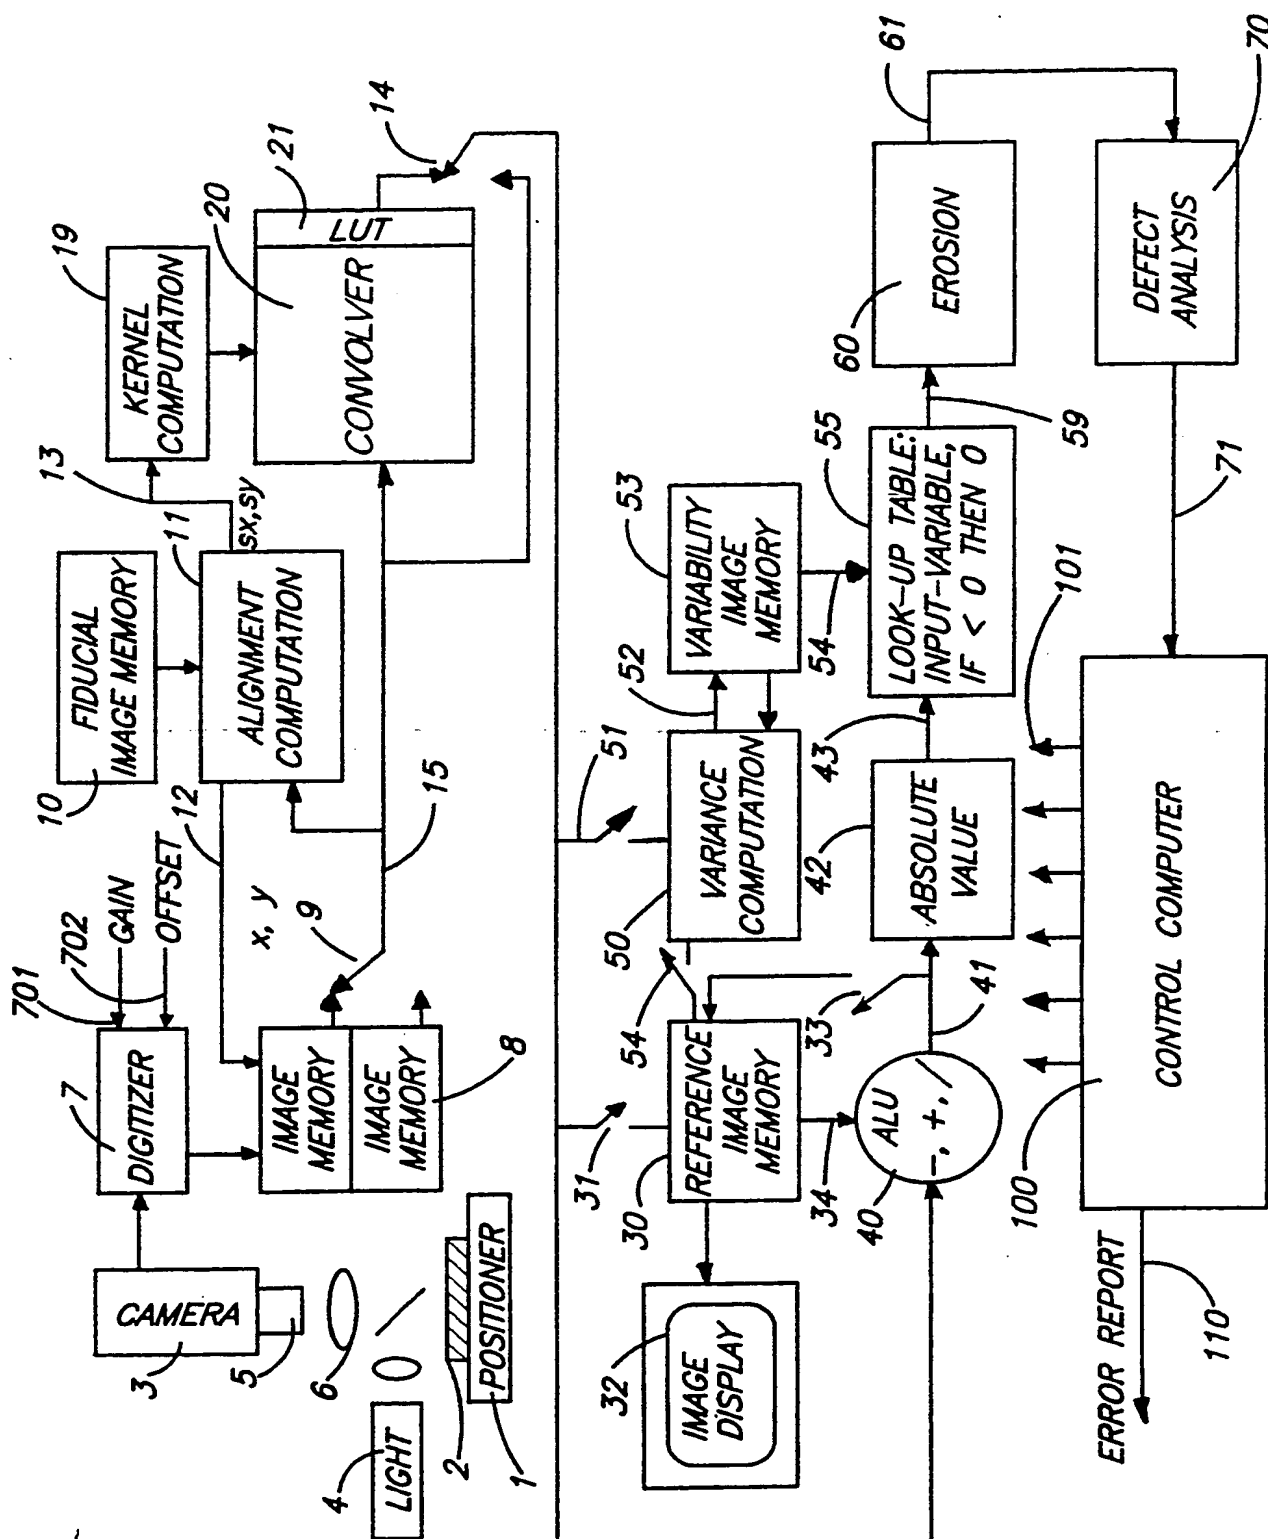 701
GAIN
702
OFFSET
7
DIGITIZER
CAMERA
3
5
6
4
LIGHT
2
1
POSITIONER
IMAGE
MEMORY
IMAGE
MEMORY
8
x, y
9
12
10
FIDUCIAL
IMAGE MEMORY
11
ALIGNMENT
COMPUTATION
sx,sy
13
15
19
KERNEL
COMPUTATION
20
CONVOLVER
21
LUT
14
31
30
REFERENCE
IMAGE
MEMORY
32
IMAGE
DISPLAY
34
33
54
51
50
VARIANCE
COMPUTATION
52
53
VARIABILITY
IMAGE
MEMORY
54
40
ALU
-, +, /
41
42
ABSOLUTE
VALUE
43
55
LOOK-UP TABLE:
INPUT-VARIABLE,
IF < 0 THEN 0
59
60
EROSION
61
70
DEFECT
ANALYSIS
71
101
100
CONTROL COMPUTER
ERROR REPORT
110